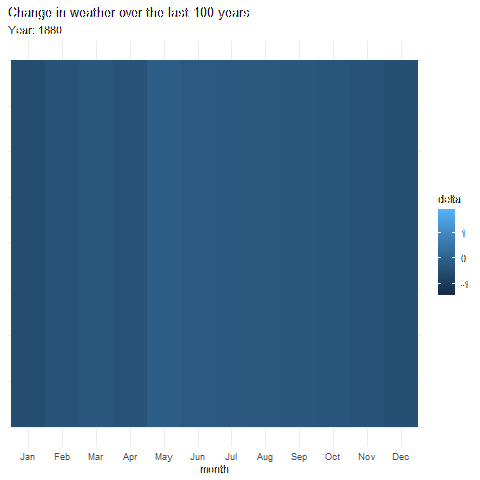 Change in weather over the last 100 years
Year: 1880
delta
1
0
-1
Jan Feb Mar Apr May Jun Jul Aug Sep Oct Nov Dec
month